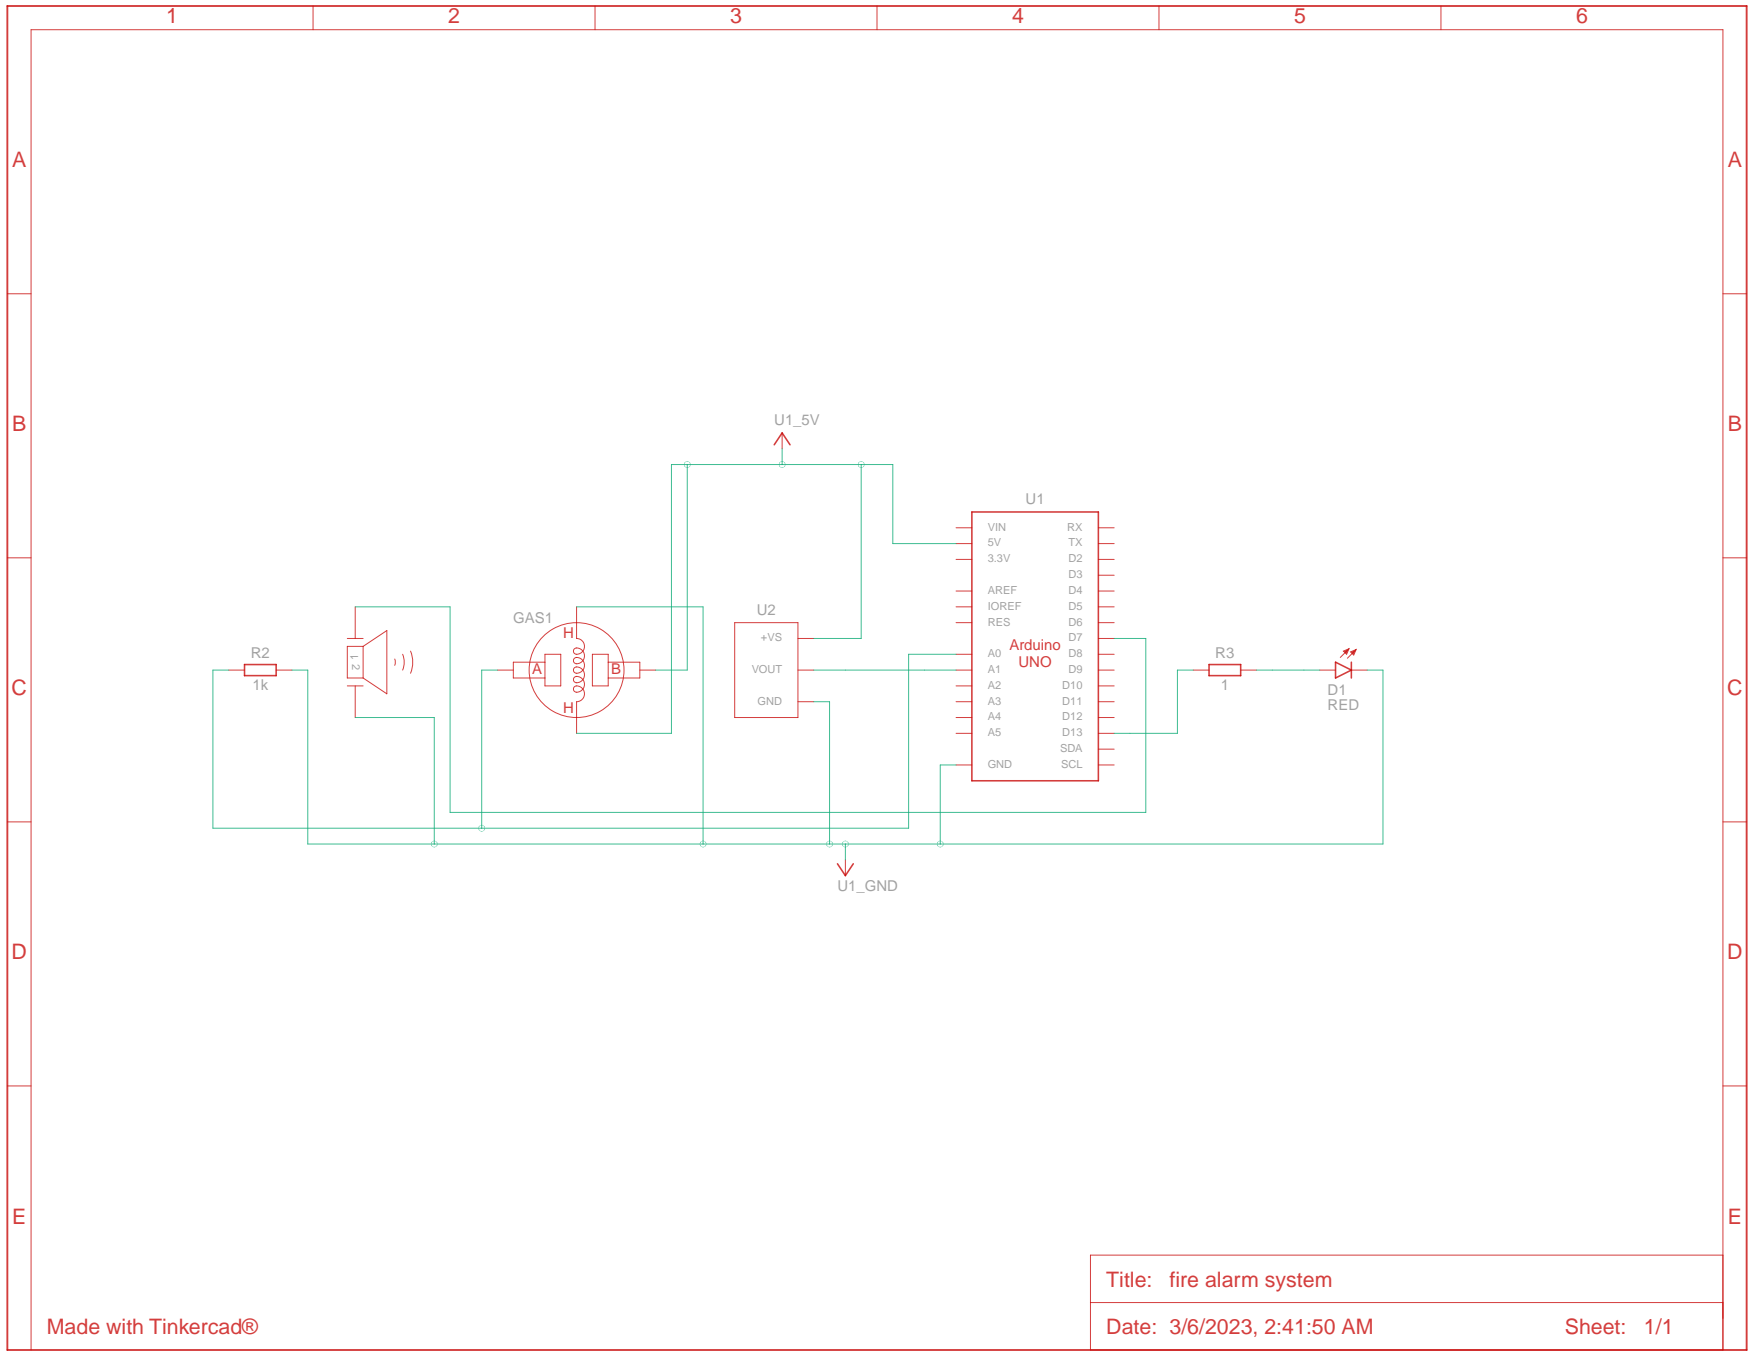 1 2 3 4 5 6
A A
B B
U1_5V
U1
VIN RX
5V TX
3.3V D2
D3
AREF D4
IOREF D5
RES D6
D7
A0 D8
A1 D9
A2 D10
A3 D11
A4 D12
A5 D13
SDA
GND SCL
Arduino
UNO
U2
+VS
VOUT
GND
GAS1
H
A B
H
1 2
R2
1k
R3
1
D1
RED
C C
U1_GND
D D
E E
Title: fire alarm system
Date: 3/6/2023, 2:41:50 AM Sheet: 1/1
Made with Tinkercad®